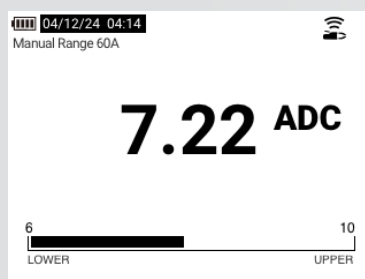 04/12/24 04:14
Manual Range 60A
7.22 ADC
6 10
LOWER UPPER